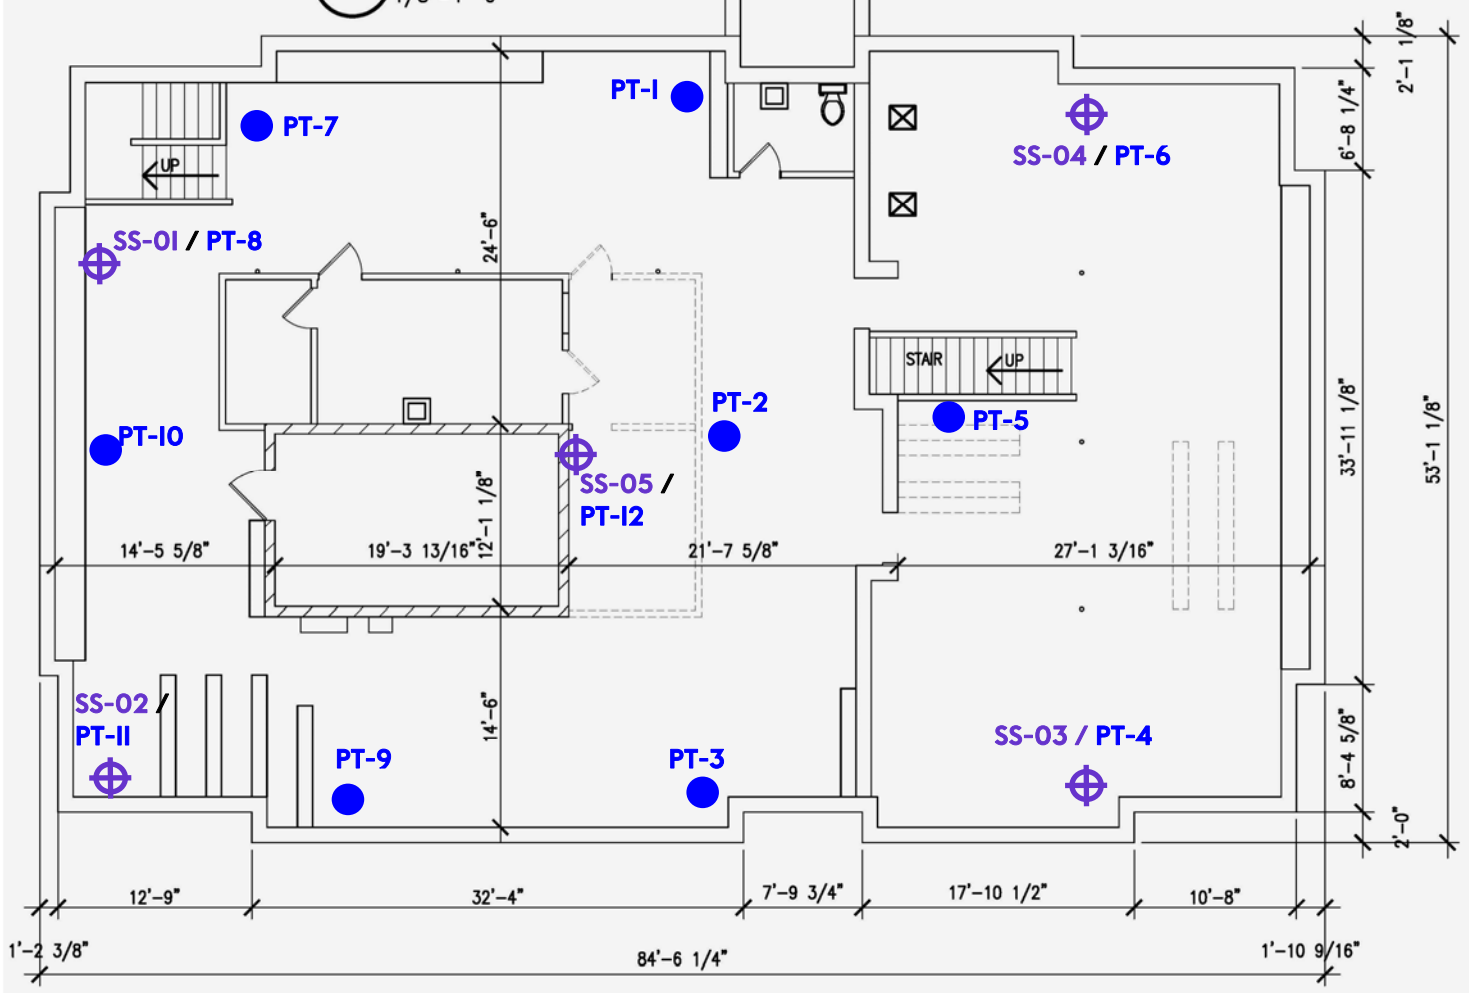 2'-1 1/8"
PT-1
PT-7
6'-8 1/4"
SS-04 / PT-6
UP
24'-6"
SS-01 / PT-8
STAIR
UP
PT-2
PT-5
33'-11 1/8"
53'-1 1/8"
PT-10
SS-05 /
PT-12
12'-1 1/8"
14'-5 5/8"
19'-3 13/16"
21'-7 5/8"
27'-1 3/16"
SS-02 /
PT-11
14'-6"
SS-03 / PT-4
PT-9
PT-3
8'-4 5/8"
2'-0"
12'-9"
32'-4"
7'-9 3/4"
17'-10 1/2"
10'-8"
1'-2 3/8"
84'-6 1/4"
1'-10 9/16"